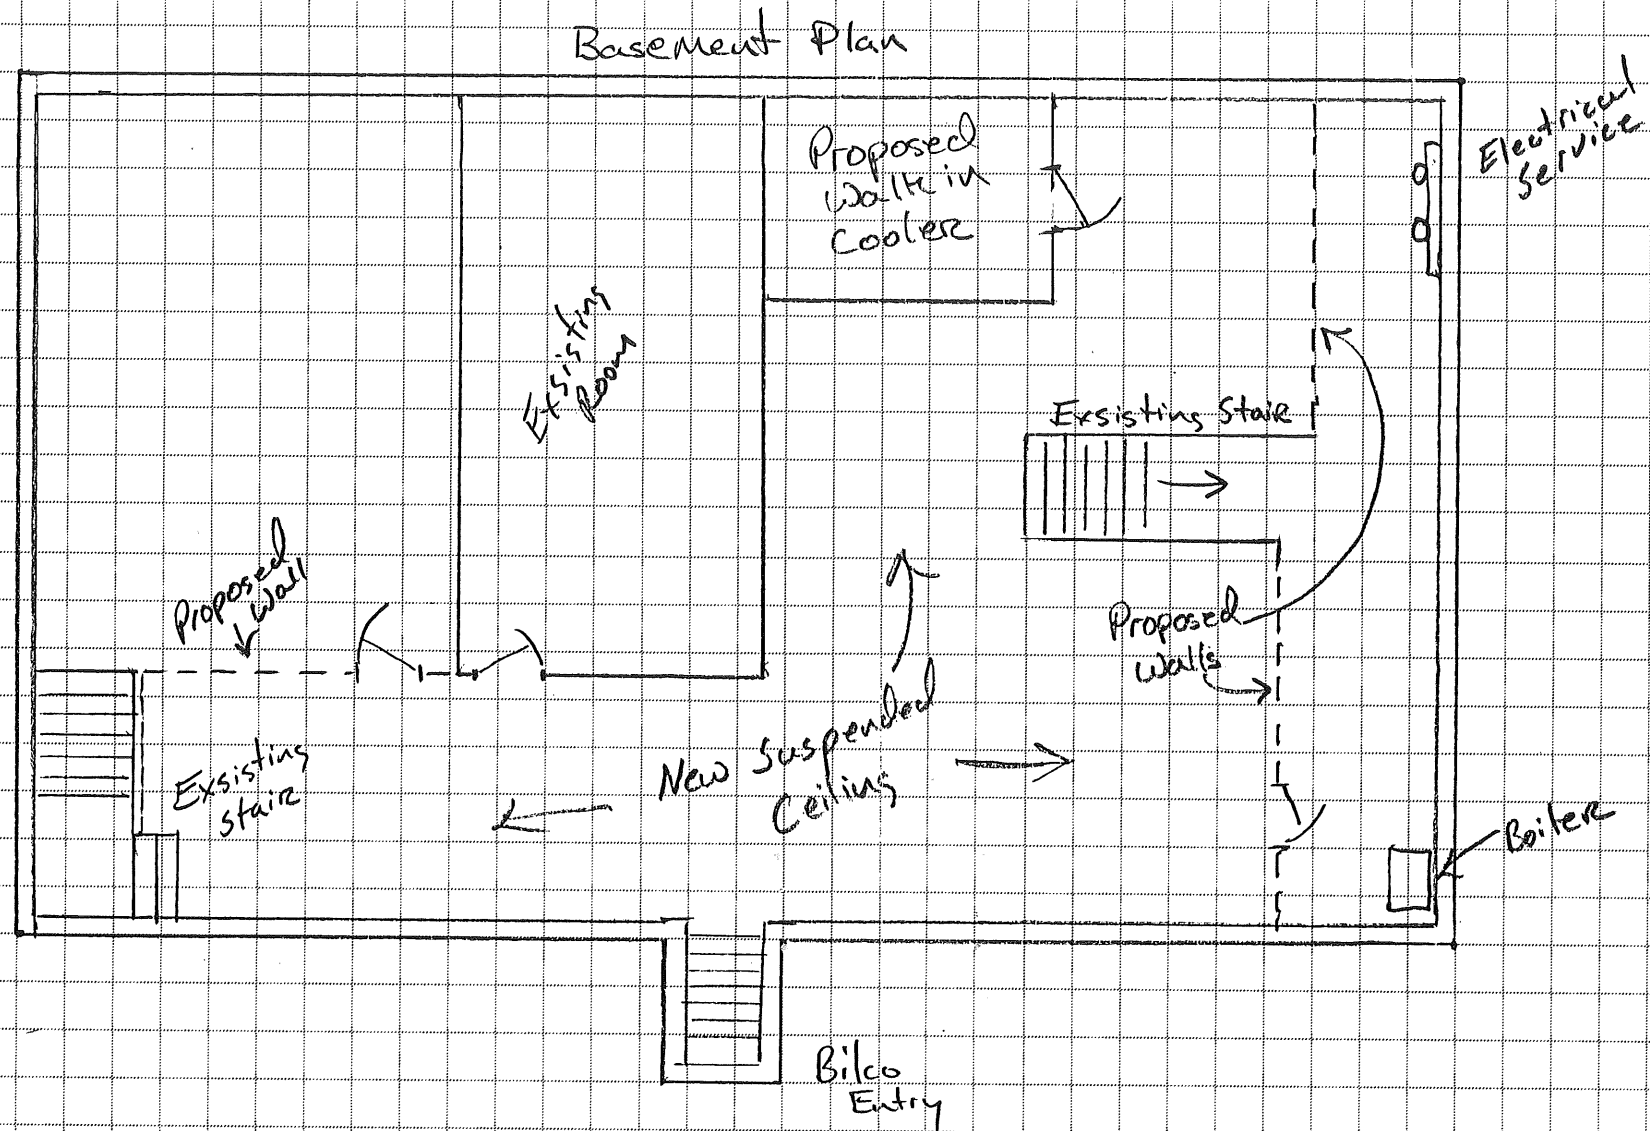 Basement Plan
Electrical
Service
Proposed
Walk in
Cooler
Exsisting
Room
Exsisting Stair
Proposed
Wall
Proposed
Walls
New Suspended
Ceiling
Exsisting
Stair
Boiler
Bilco
Entry